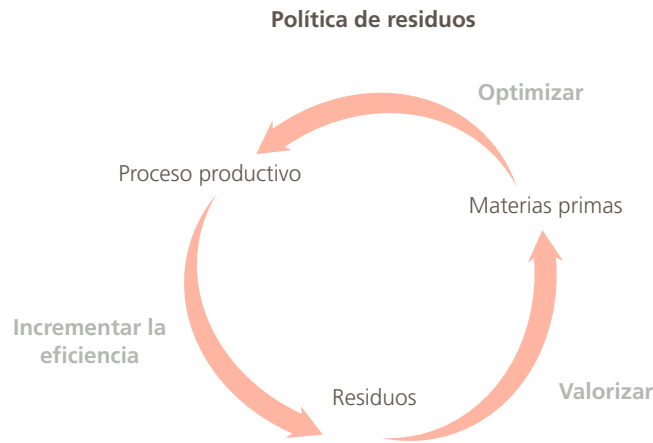 Política de residuos
Optimizar
Proceso productivo
Materias primas
Incrementar la
eficiencia
Residuos
Valorizar